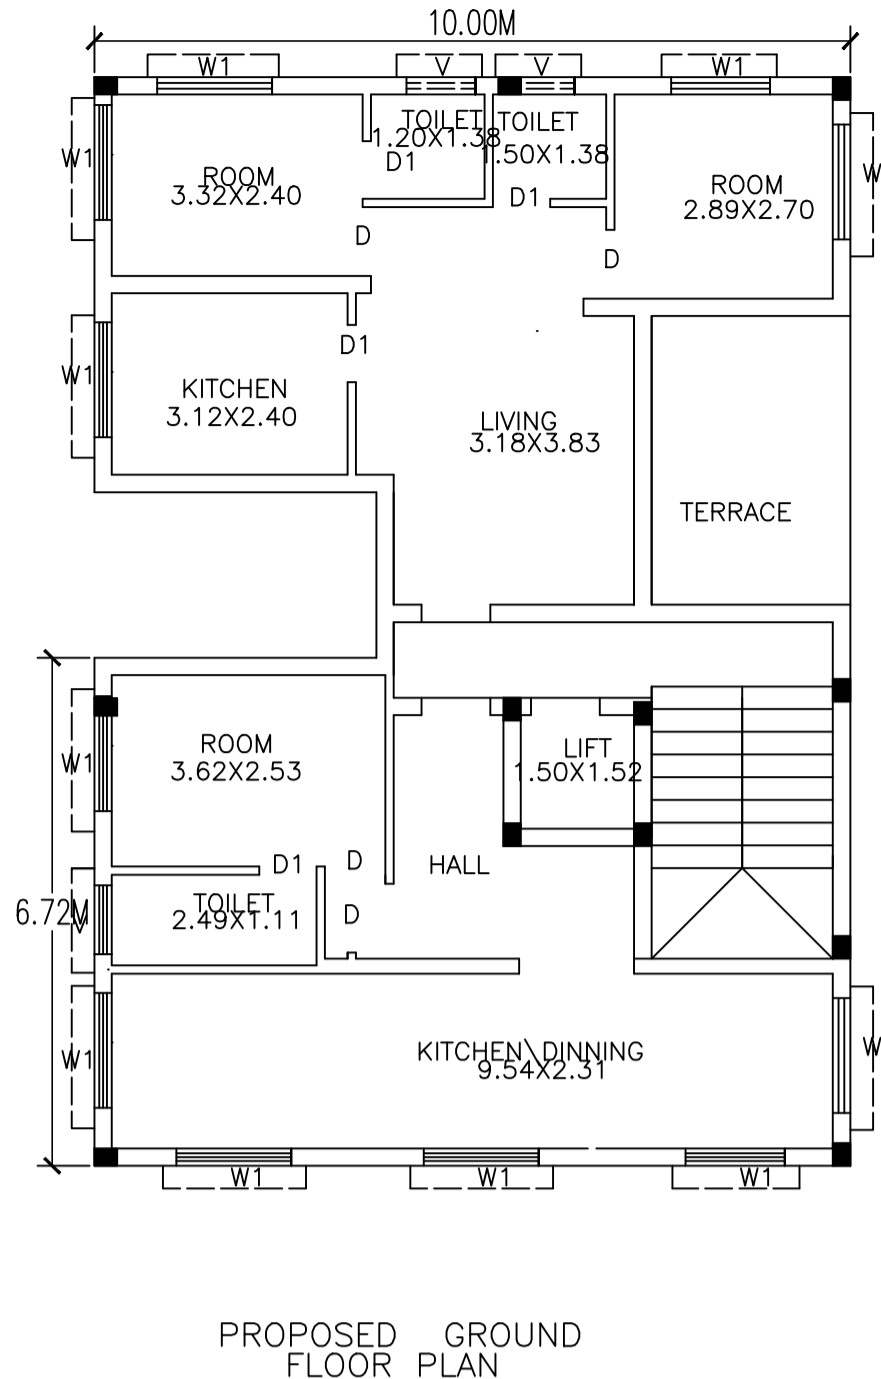 10.00M
W1
V
V
W1
TOILET
1.20X1.38
TOILET
1.50X1.38
W1
D1
ROOM
3.32X2.40
ROOM
2.89X2.70
W
D1
D
D
D1
W1
KITCHEN
3.12X2.40
LIVING
3.18X3.83
TERRACE
ROOM
3.62X2.53
LIFT
1.50X1.52
W1
D1
D
HALL
TOILET
2.49X1.11
D
6.72M
V
W1
KITCHEN\DINNING
9.54X2.31
W
W1
W1
W1
PROPOSED GROUND
FLOOR PLAN